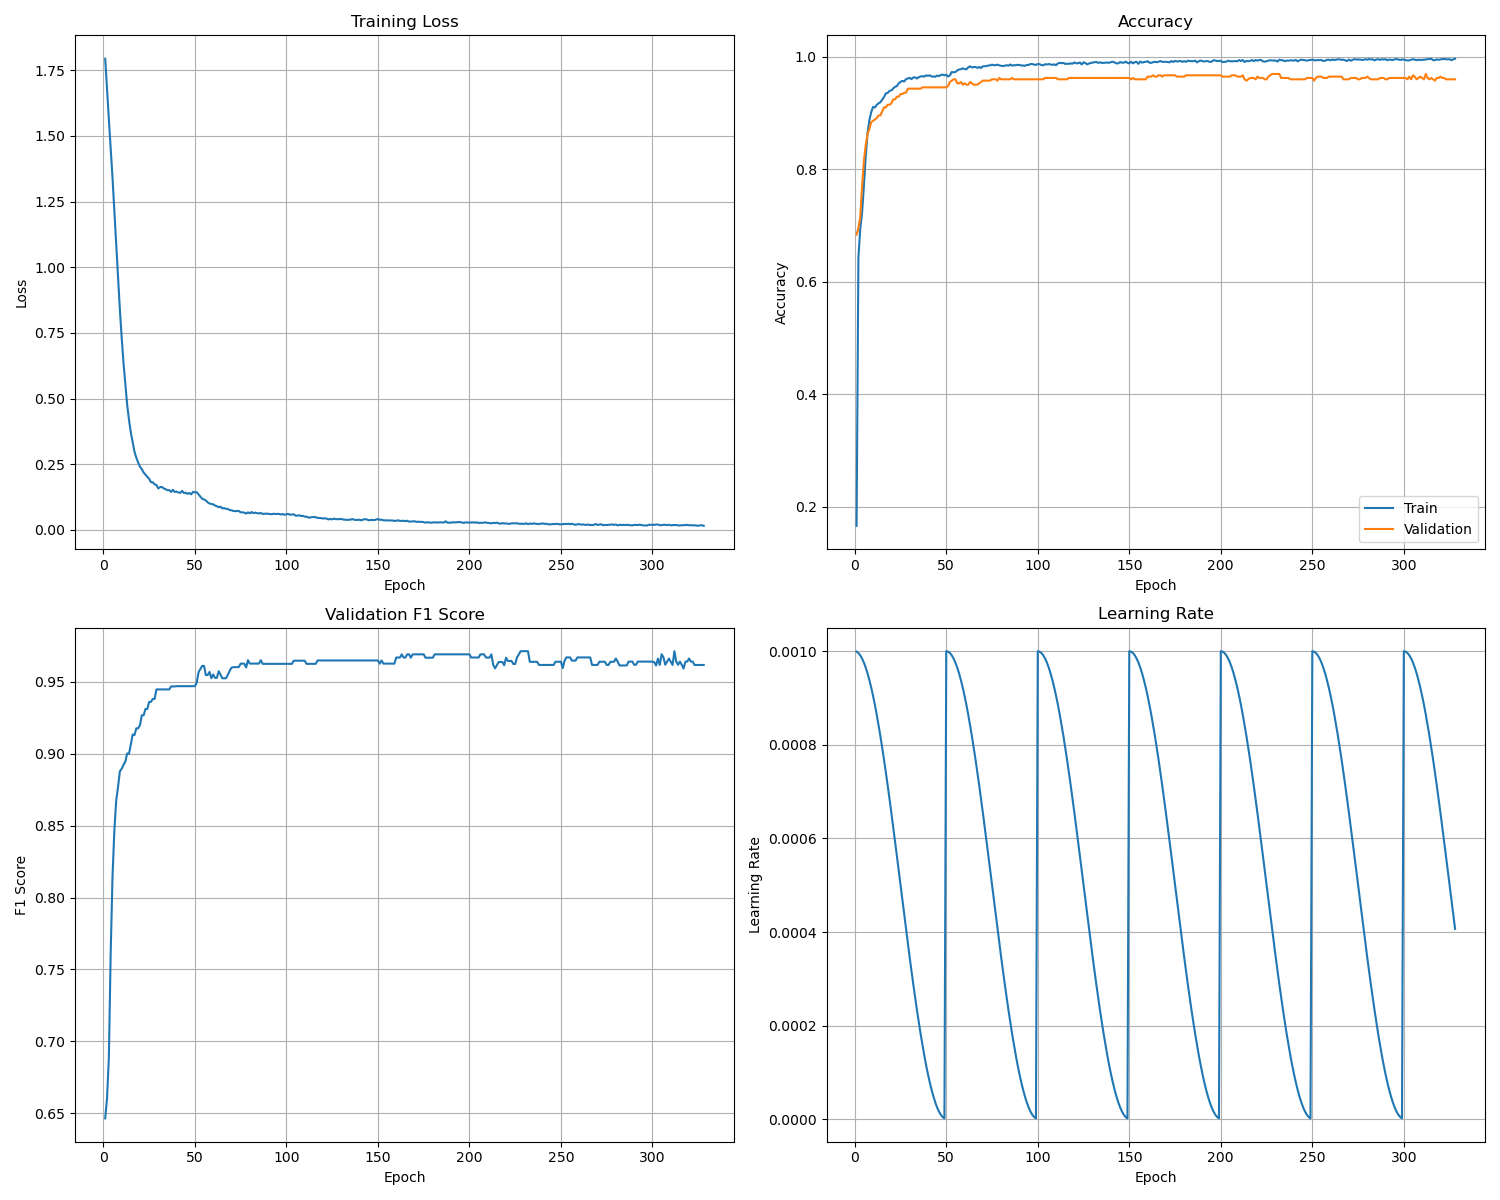 Training Loss
1.75
1.50
1.25
1.00
0.75
0.50
0.25
0.00
Loss
0 50 100 150 200 250 300
Epoch
Accuracy
1.0
0.8
0.6
0.4
0.2
Accuracy
Train
Validation
0 50 100 150 200 250 300
Epoch
Validation F1 Score
0.95
0.90
0.85
0.80
0.75
0.70
0.65
F1 Score
0 50 100 150 200 250 300
Epoch
Learning Rate
0.0010
0.0008
0.0006
0.0004
0.0002
0.0000
Learning Rate
0 50 100 150 200 250 300
Epoch